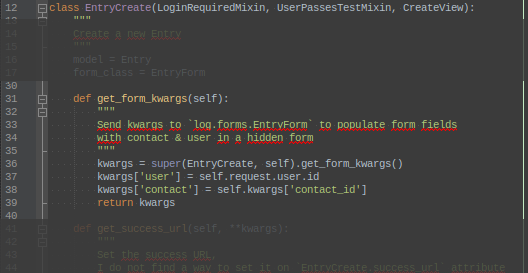 12 class EntryCreate(LoginRequiredMixin, UserPassesTestMixin, CreateView):
13 """
14 Create a new Entry
15 """
16 model = Entry
17 form_class = EntryForm
30
31 def get_form_kwargs(self):
32 """
33 Send kwargs to `log.forms.EntryForm` to populate form fields
34 with contact & user in a hidden form
35 """
36 kwargs = super(EntryCreate, self).get_form_kwargs()
37 kwargs['user'] = self.request.user.id
38 kwargs['contact'] = self.kwargs['contact_id']
39 return kwargs
40
41 def get_success_url(self, **kwargs):
42 """
43 Set the success URL.
44 I do not find a way to set it on EntryCreate.success_url attribute